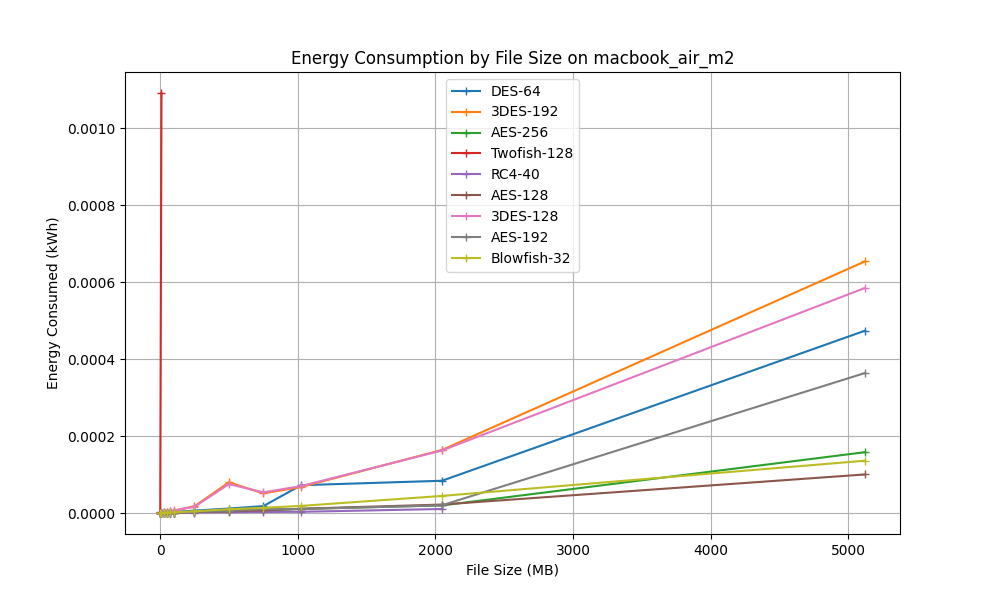 Energy Consumption by File Size on macbook_air_m2
DES-64
3DES-192
AES-256
Twofish-128
RC4-40
AES-128
3DES-128
AES-192
Blowfish-32
Energy Consumed (kWh)
0.0010
0.0008
0.0006
0.0004
0.0002
0.0000
0 1000 2000 3000 4000 5000
File Size (MB)